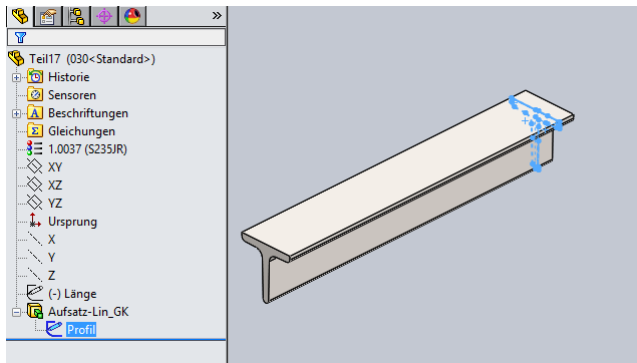 »
Teil17 (030<Standard>)
Historie
Sensoren
A Beschriftungen
Σ Gleichungen
1.0037 (S235JR)
XY
XZ
YZ
Ursprung
X
Y
Z
(-) Länge
Aufsatz-Lin_GK
Profil